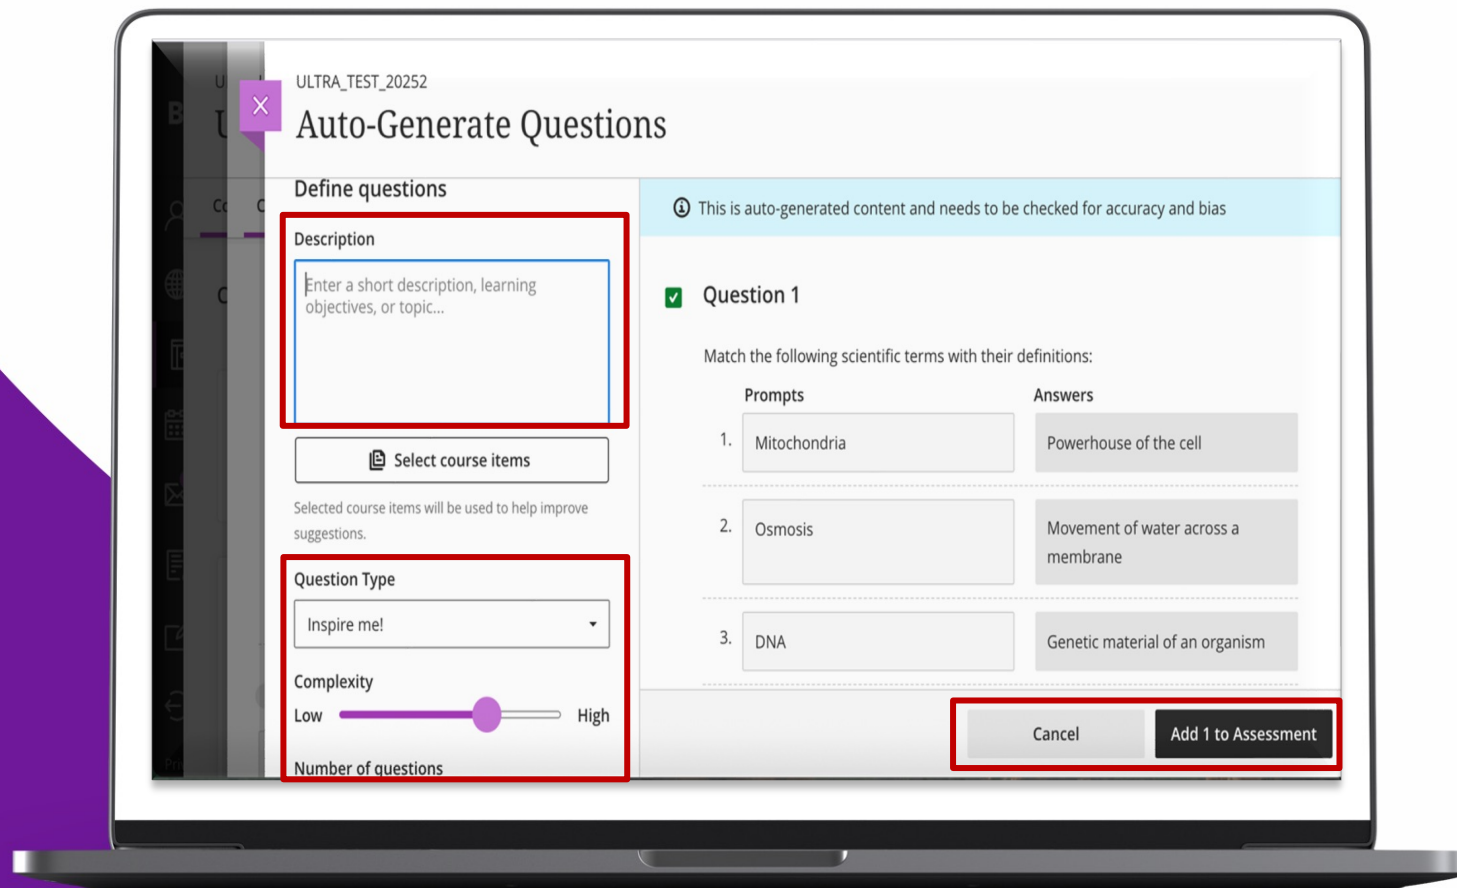 ULTRA_TEST_20252
Auto-Generate Questions
Define questions
Description
Enter a short description, learning
objectives, or topic...
Select course items
Selected course items will be used to help improve
suggestions.
Question Type
Inspire me!
Complexity
Low
High
Number of questions
This is auto-generated content and needs to be checked for accuracy and bias
Question 1
Match the following scientific terms with their definitions:
Prompts
Answers
1.
Mitochondria
Powerhouse of the cell
2.
Osmosis
Movement of water across a
membrane
3.
DNA
Genetic material of an organism
Cancel
Add 1 to Assessment